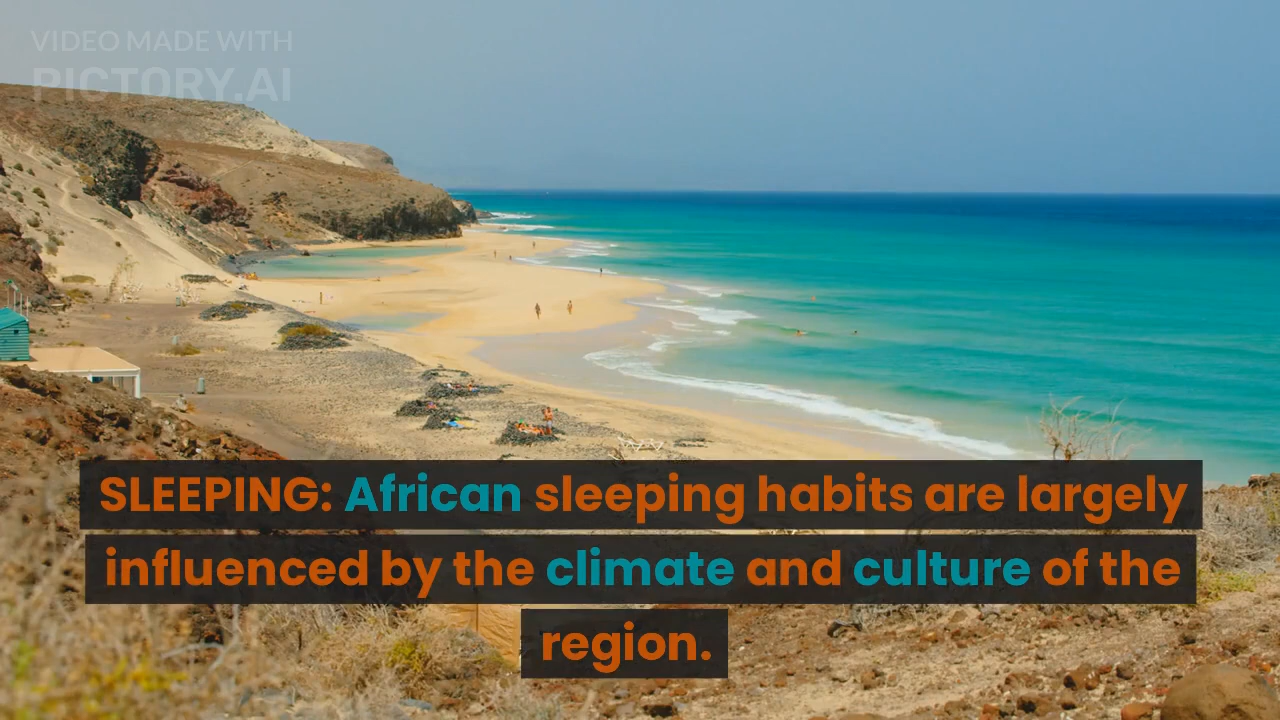 VIDEO MADE WITH
PICTORY.AI
SLEEPING: African sleeping habits are largely
influenced by the climate and culture of the
region.